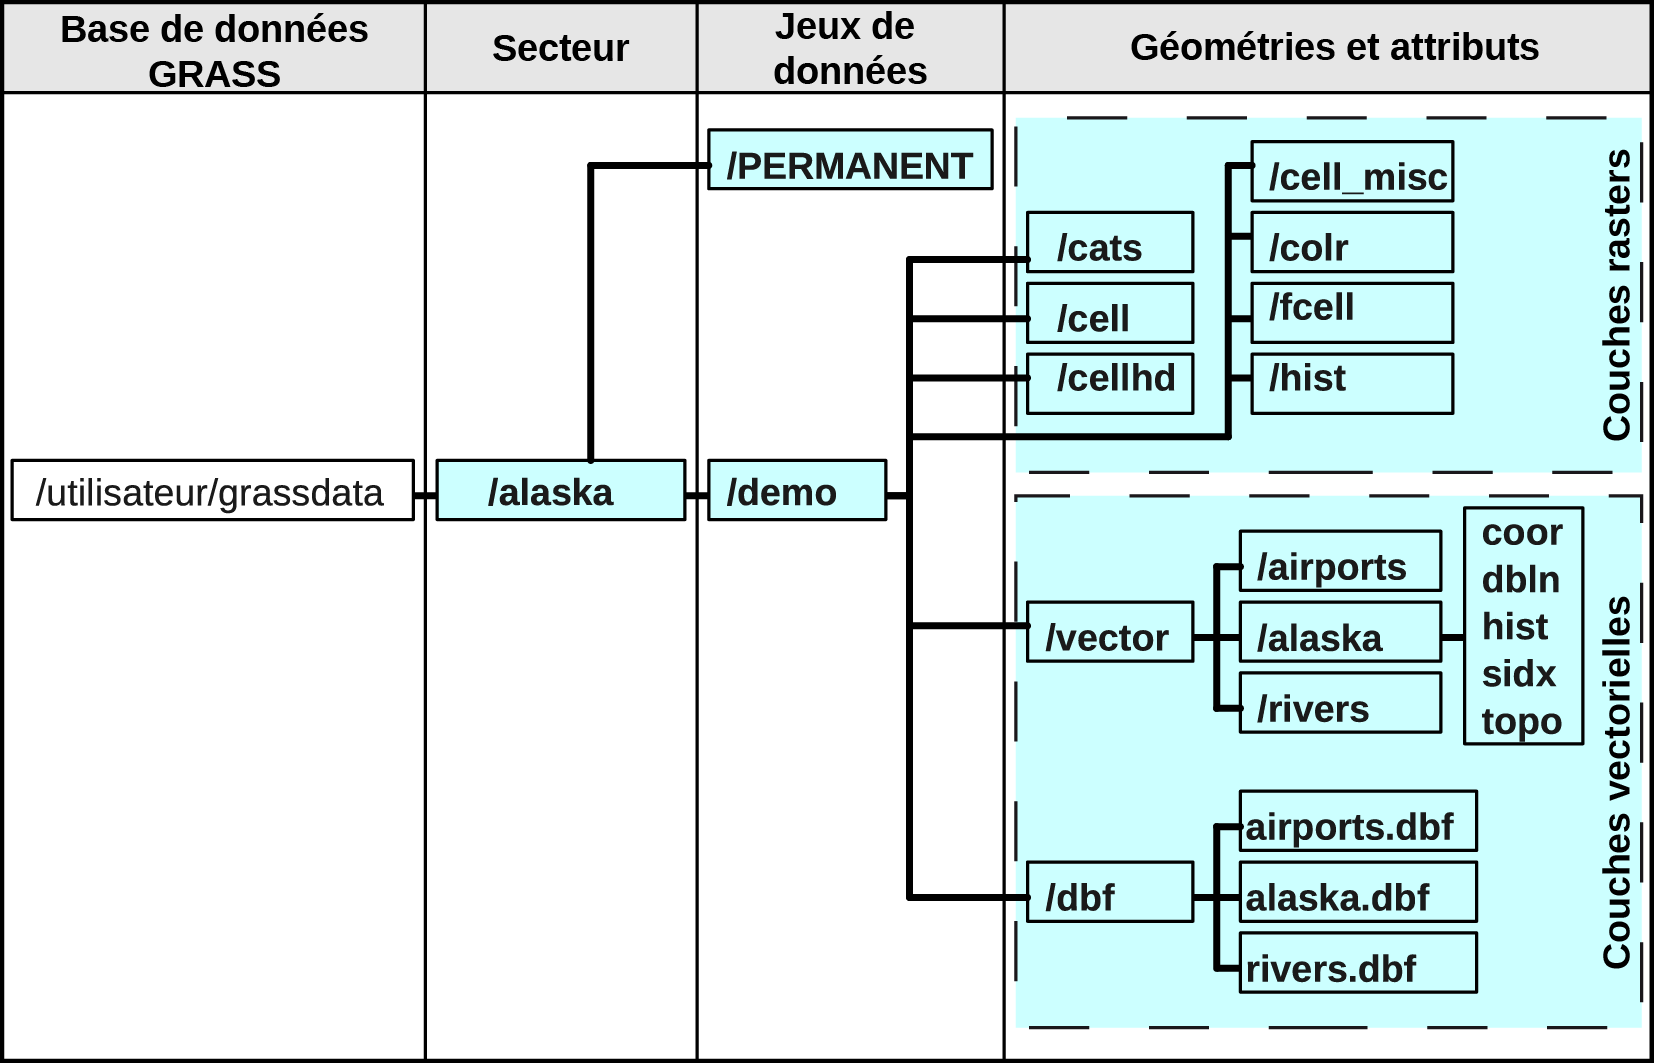 Base de données
GRASS
Secteur
Jeux de
données
Géométries et attributs
/utilisateur/grassdata
/alaska
/PERMANENT
/demo
/cats
/cell
/cellhd
/cell_misc
/colr
/fcell
/hist
Couches rasters
/vector
/airports
/alaska
/rivers
coor
dbln
hist
sidx
topo
/dbf
airports.dbf
alaska.dbf
rivers.dbf
Couches vectorielles